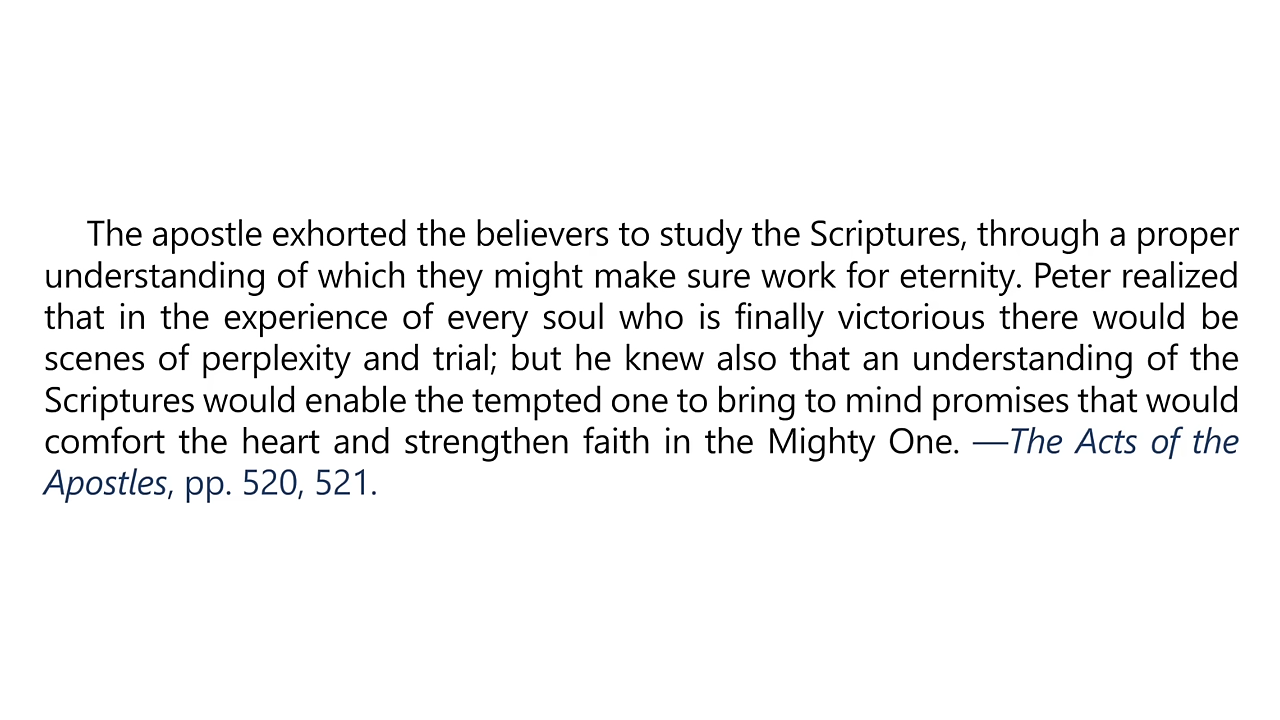 The apostle exhorted the believers to study the Scriptures, through a proper
understanding of which they might make sure work for eternity. Peter realized
that in the experience of every soul who is finally victorious there would be
scenes of perplexity and trial; but he knew also that an understanding of the
Scriptures would enable the tempted one to bring to mind promises that would
comfort the heart and strengthen faith in the Mighty One. —The Acts of the
Apostles, pp. 520, 521.